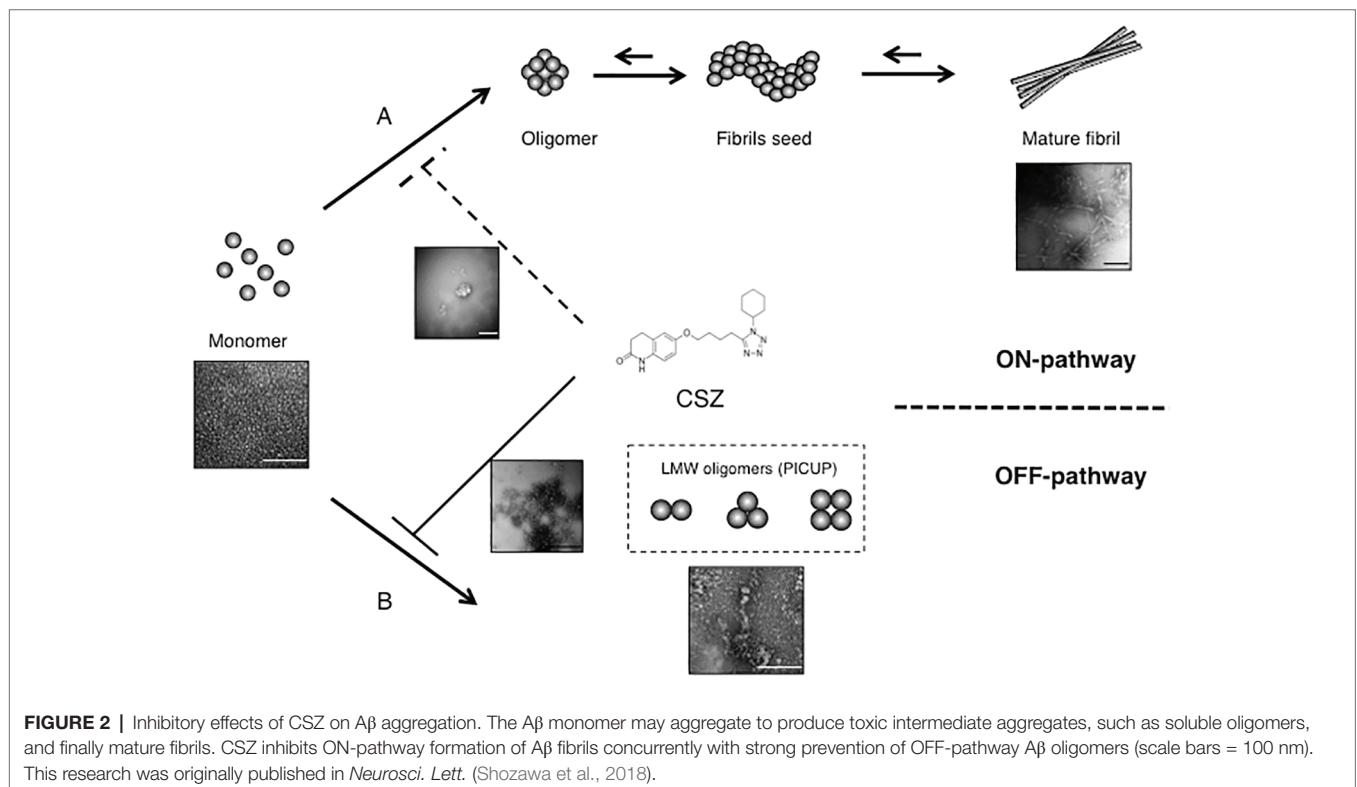 A
Oligomer
Fibrils seed
Mature fibril
Monomer
O
N
H
O
N
N
N
N
CSZ
ON-pathway
OFF-pathway
LMW oligomers (PICUP)
B
FIGURE 2 | Inhibitory effects of CSZ on Aβ aggregation. The Aβ monomer may aggregate to produce toxic intermediate aggregates, such as soluble oligomers,
and finally mature fibrils. CSZ inhibits ON-pathway formation of Aβ fibrils concurrently with strong prevention of OFF-pathway Aβ oligomers (scale bars = 100 nm).
This research was originally published in Neurosci. Lett. (Shozawa et al., 2018).